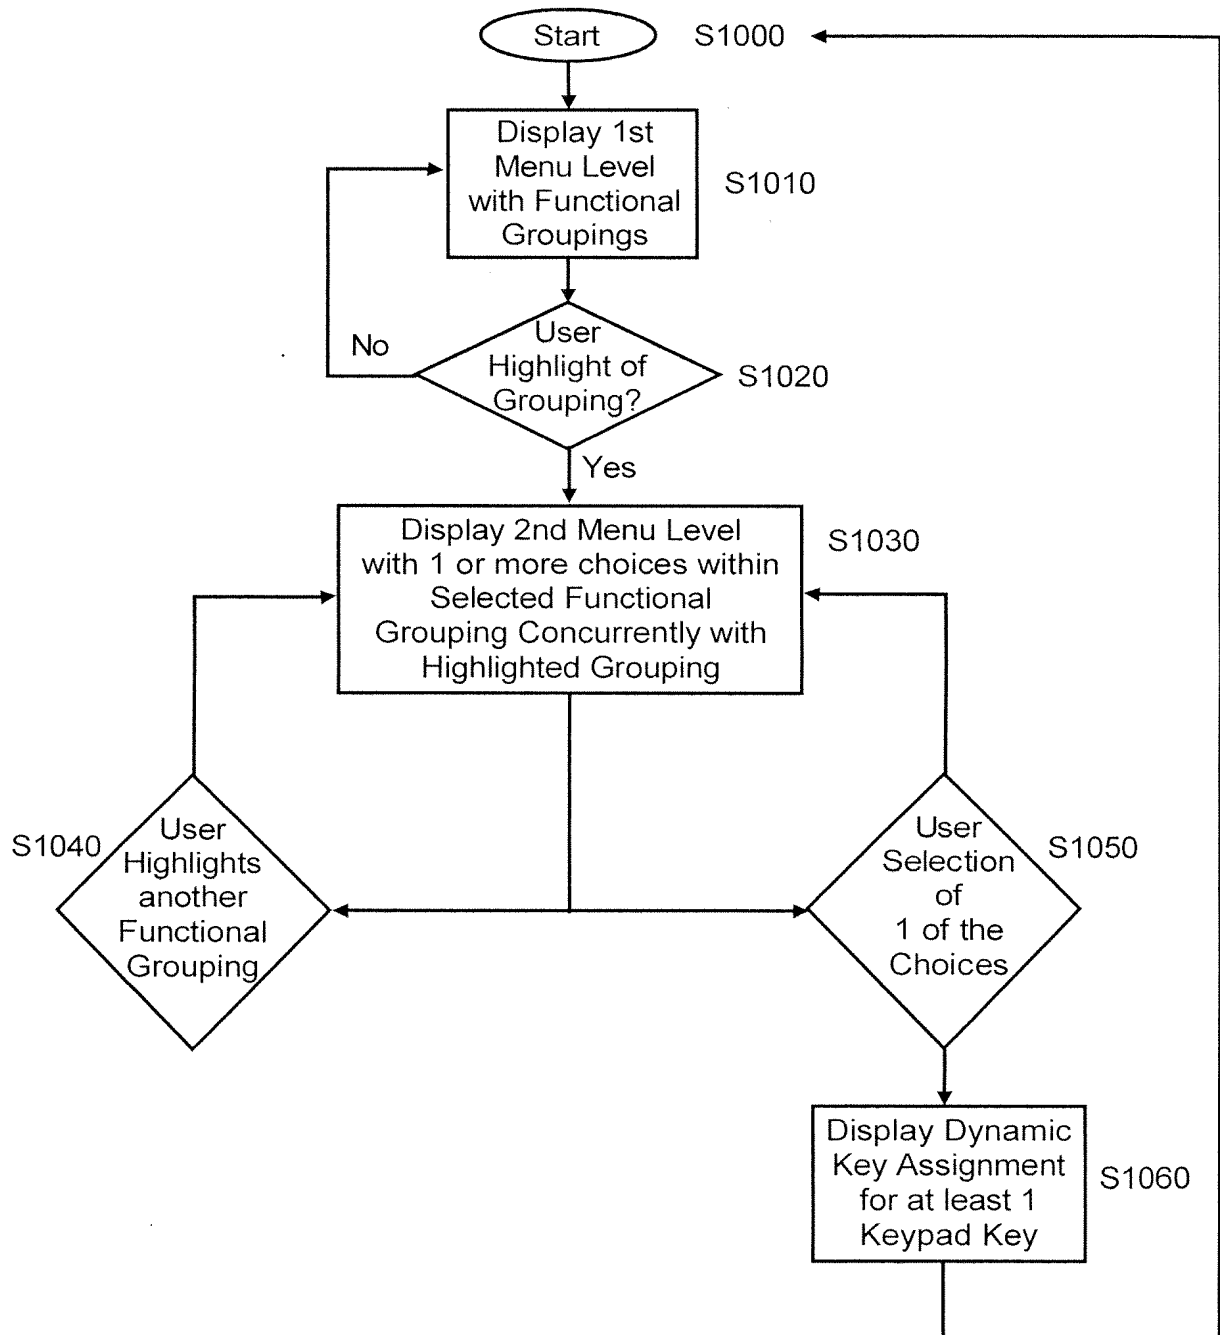 Start
S1000
Display 1st
Menu Level
with Functional
Groupings
S1010
User
Highlight of
Grouping?
S1020
No
Yes
Display 2nd Menu Level
with 1 or more choices within
Selected Functional
Grouping Concurrently with
Highlighted Grouping
S1030
S1040
User
Highlights
another
Functional
Grouping
User
Selection
of
1 of the
Choices
S1050
Display Dynamic
Key Assignment
for at least 1
Keypad Key
S1060